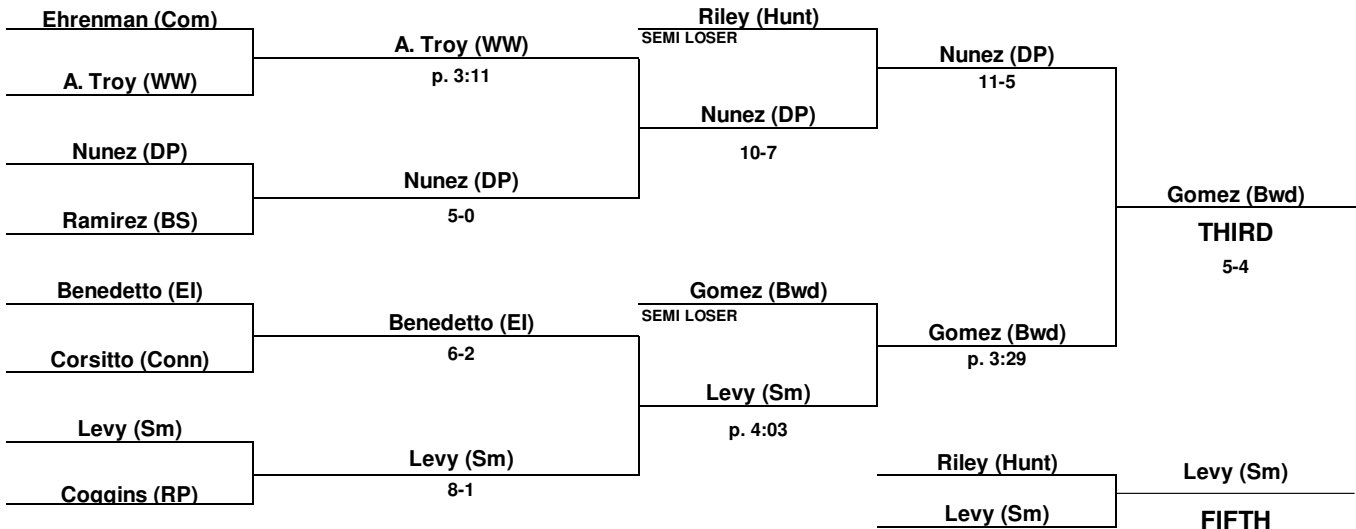 Ehrenman (Com)
A. Troy (WW)
Nunez (DP)
Ramirez (BS)
Benedetto (EI)
Corsitto (Conn)
Levy (Sm)
Coggins (RP)
A. Troy (WW)
p. 3:11
Nunez (DP)
5-0
Benedetto (EI)
6-2
Levy (Sm)
8-1
Riley (Hunt)
SEMI LOSER
Nunez (DP)
10-7
Gomez (Bwd)
SEMI LOSER
Levy (Sm)
p. 4:03
Nunez (DP)
11-5
Gomez (Bwd)
p. 3:29
Riley (Hunt)
Levy (Sm)
Gomez (Bwd)
THIRD
5-4
Levy (Sm)
FIFTH